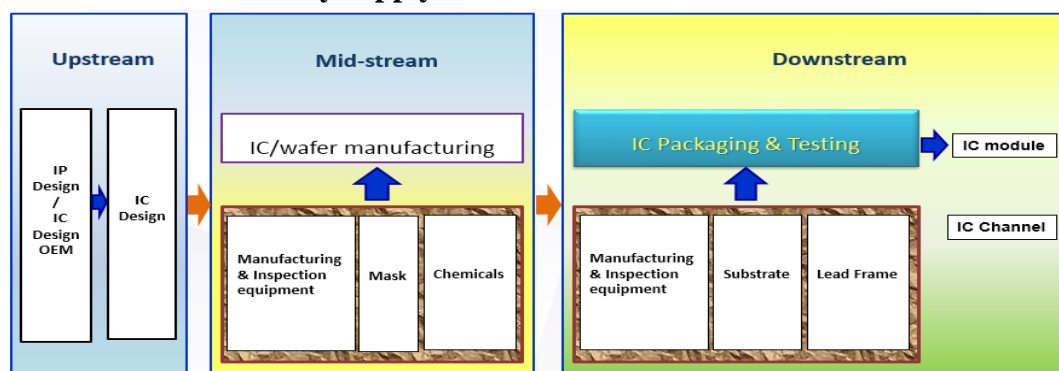 y Supply
Upstream
Mid-stream
Downstream
IP
Design
/
IC
Design
OEM
IC
Design
IC/wafer manufacturing
Manufacturing
& Inspection
equipment
Mask
Chemicals
IC Packaging & Testing
Manufacturing
& Inspection
equipment
Substrate
Lead Frame
IC module
IC Channel